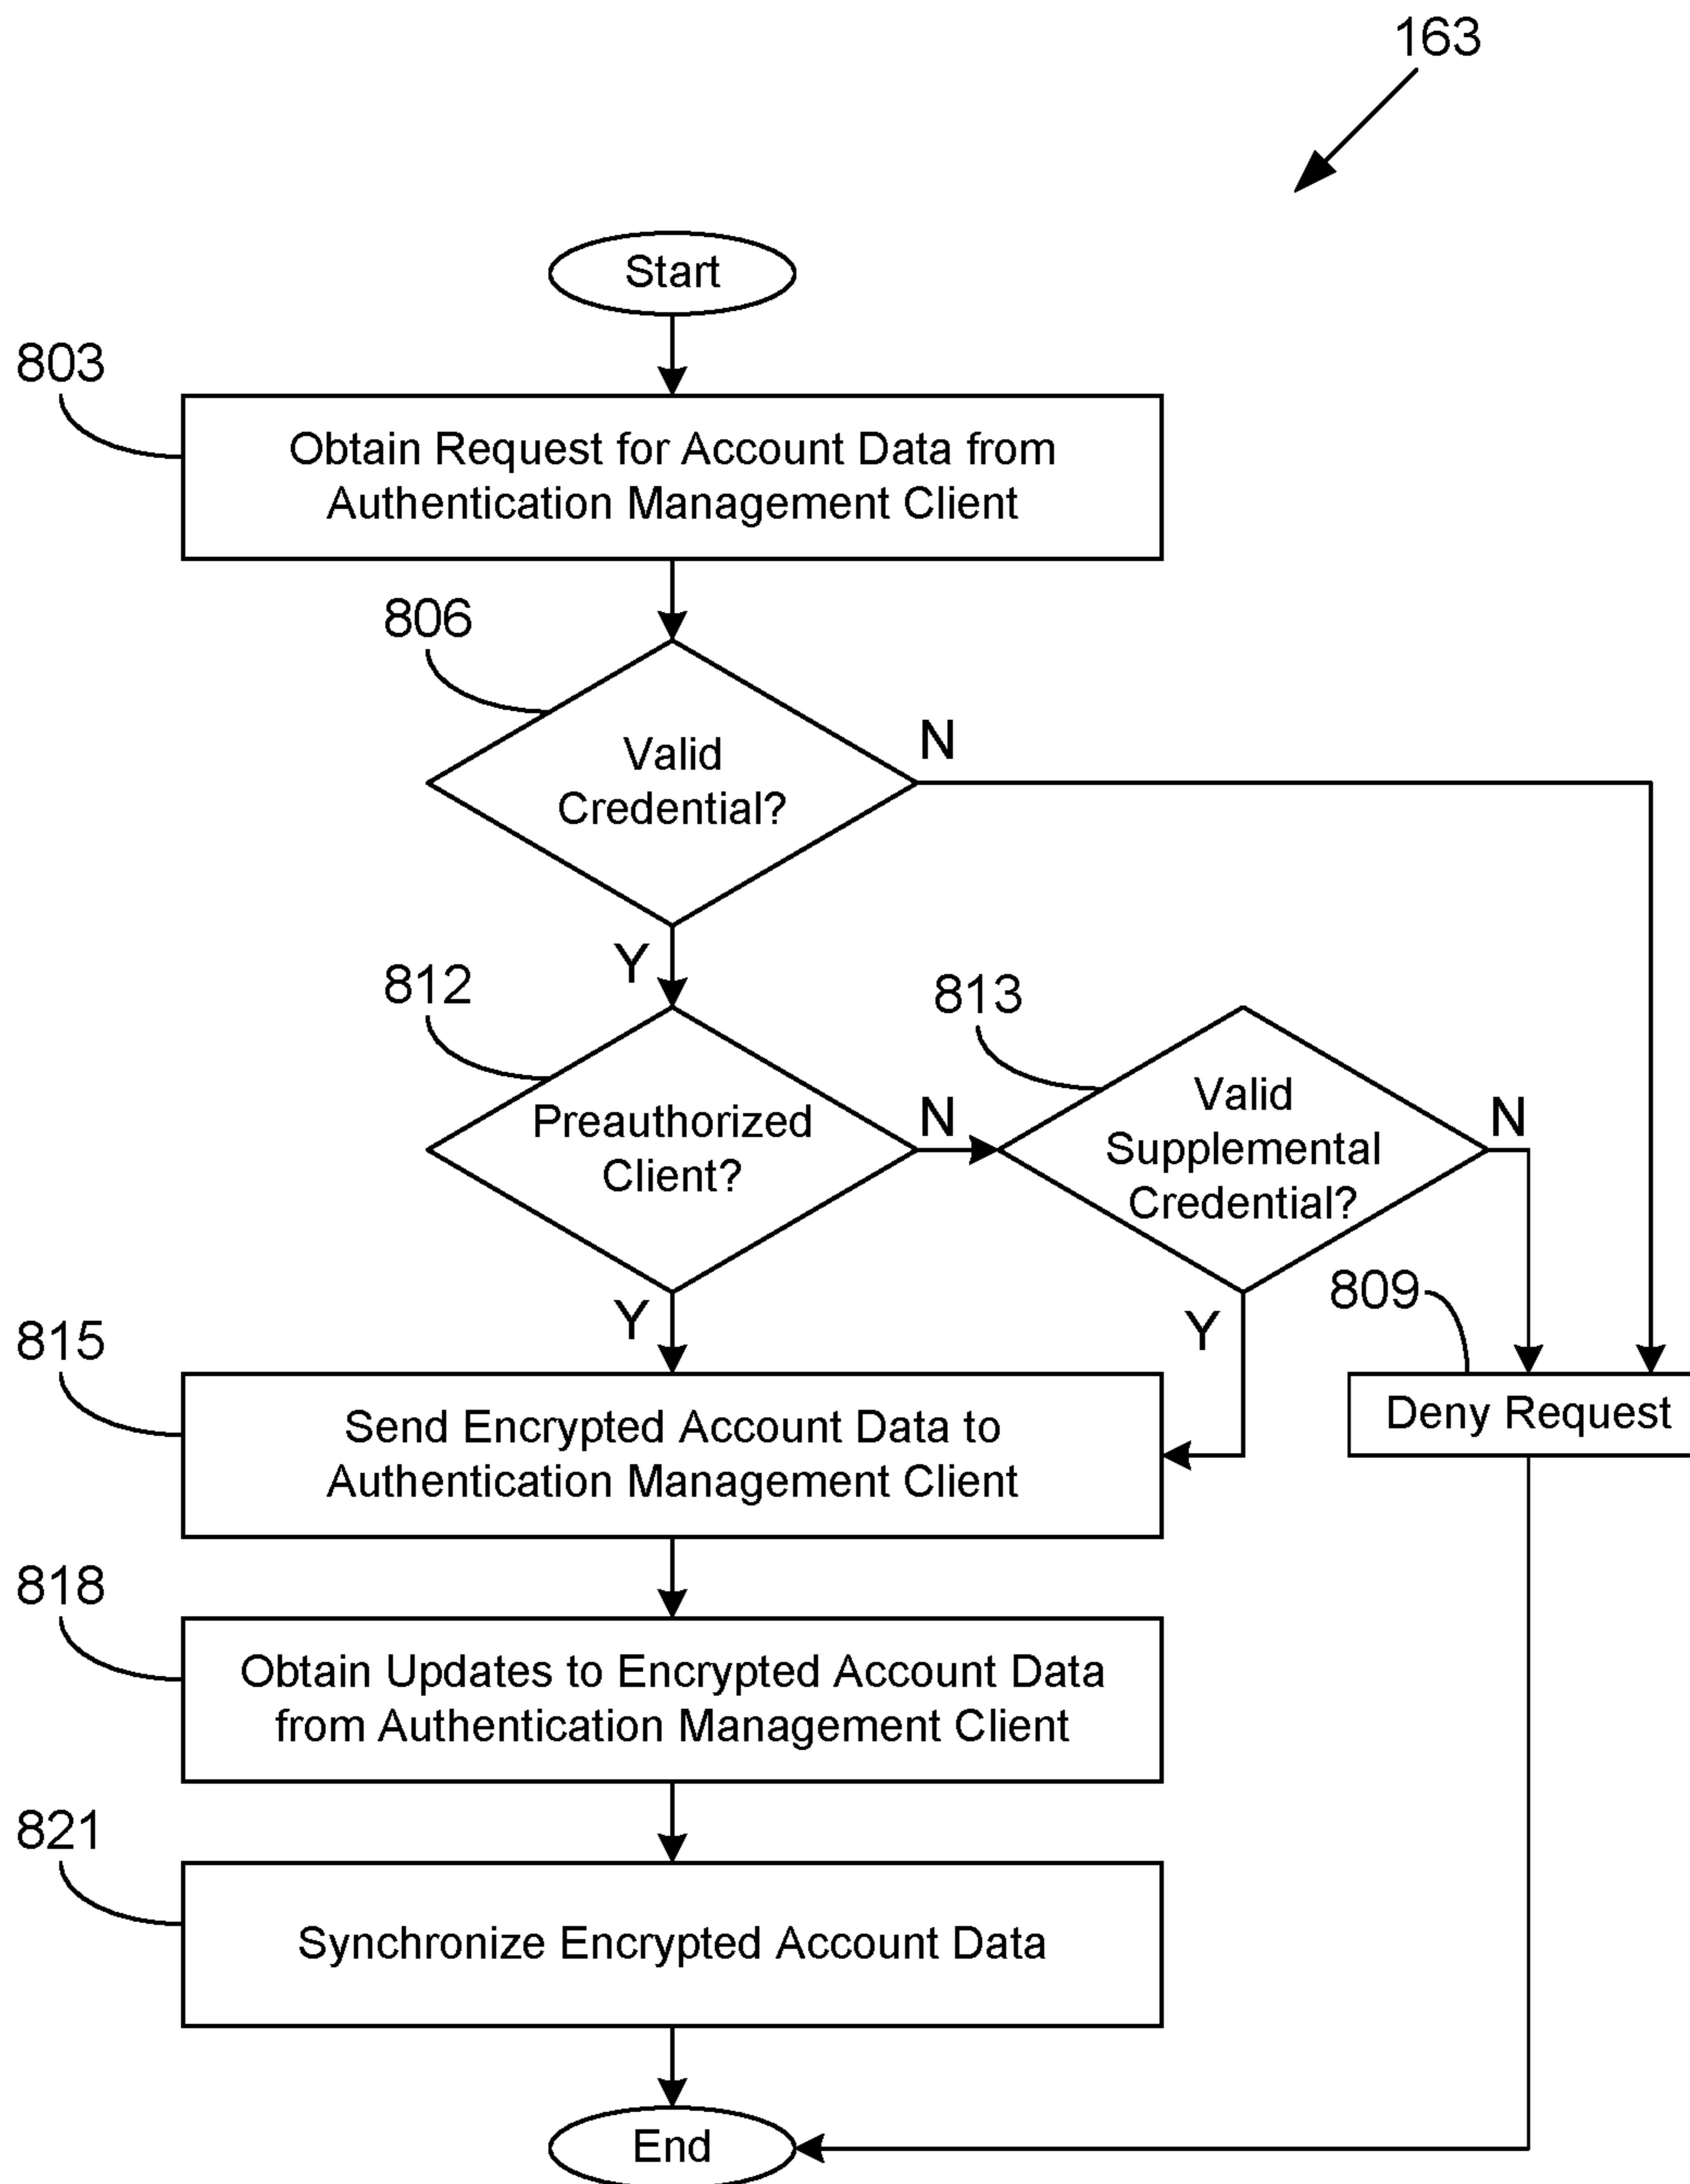 163
Start
803
Obtain Request for Account Data from
Authentication Management Client
806
Valid
Credential?
N
Y
812
Preauthorized
Client?
N
813
Valid
Supplemental
Credential?
N
Y
Y
809
Deny Request
815
Send Encrypted Account Data to
Authentication Management Client
818
Obtain Updates to Encrypted Account Data
from Authentication Management Client
821
Synchronize Encrypted Account Data
End